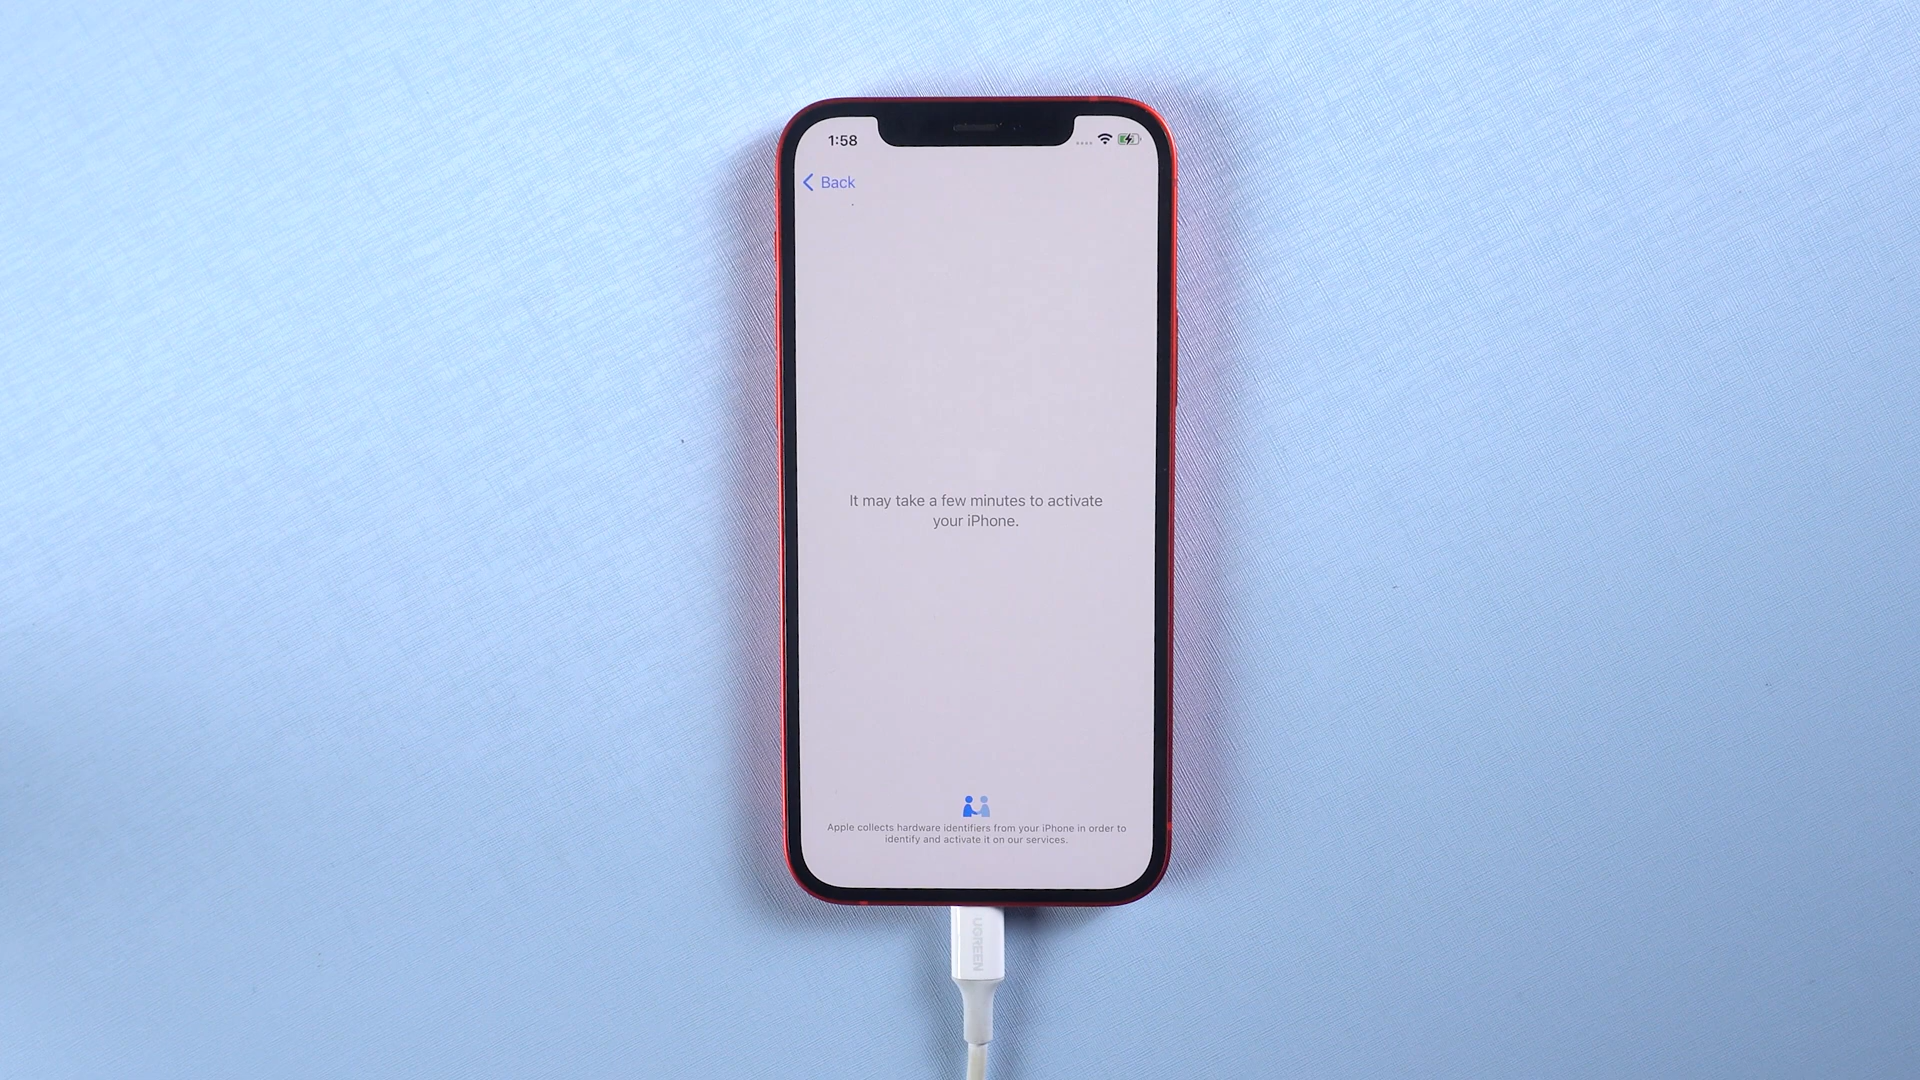 1:58
Back
It may take a few minutes to activate
your iPhone.
Apple collects hardware identifiers from your iPhone in order to
identify and activate it on our services.
UGREEN